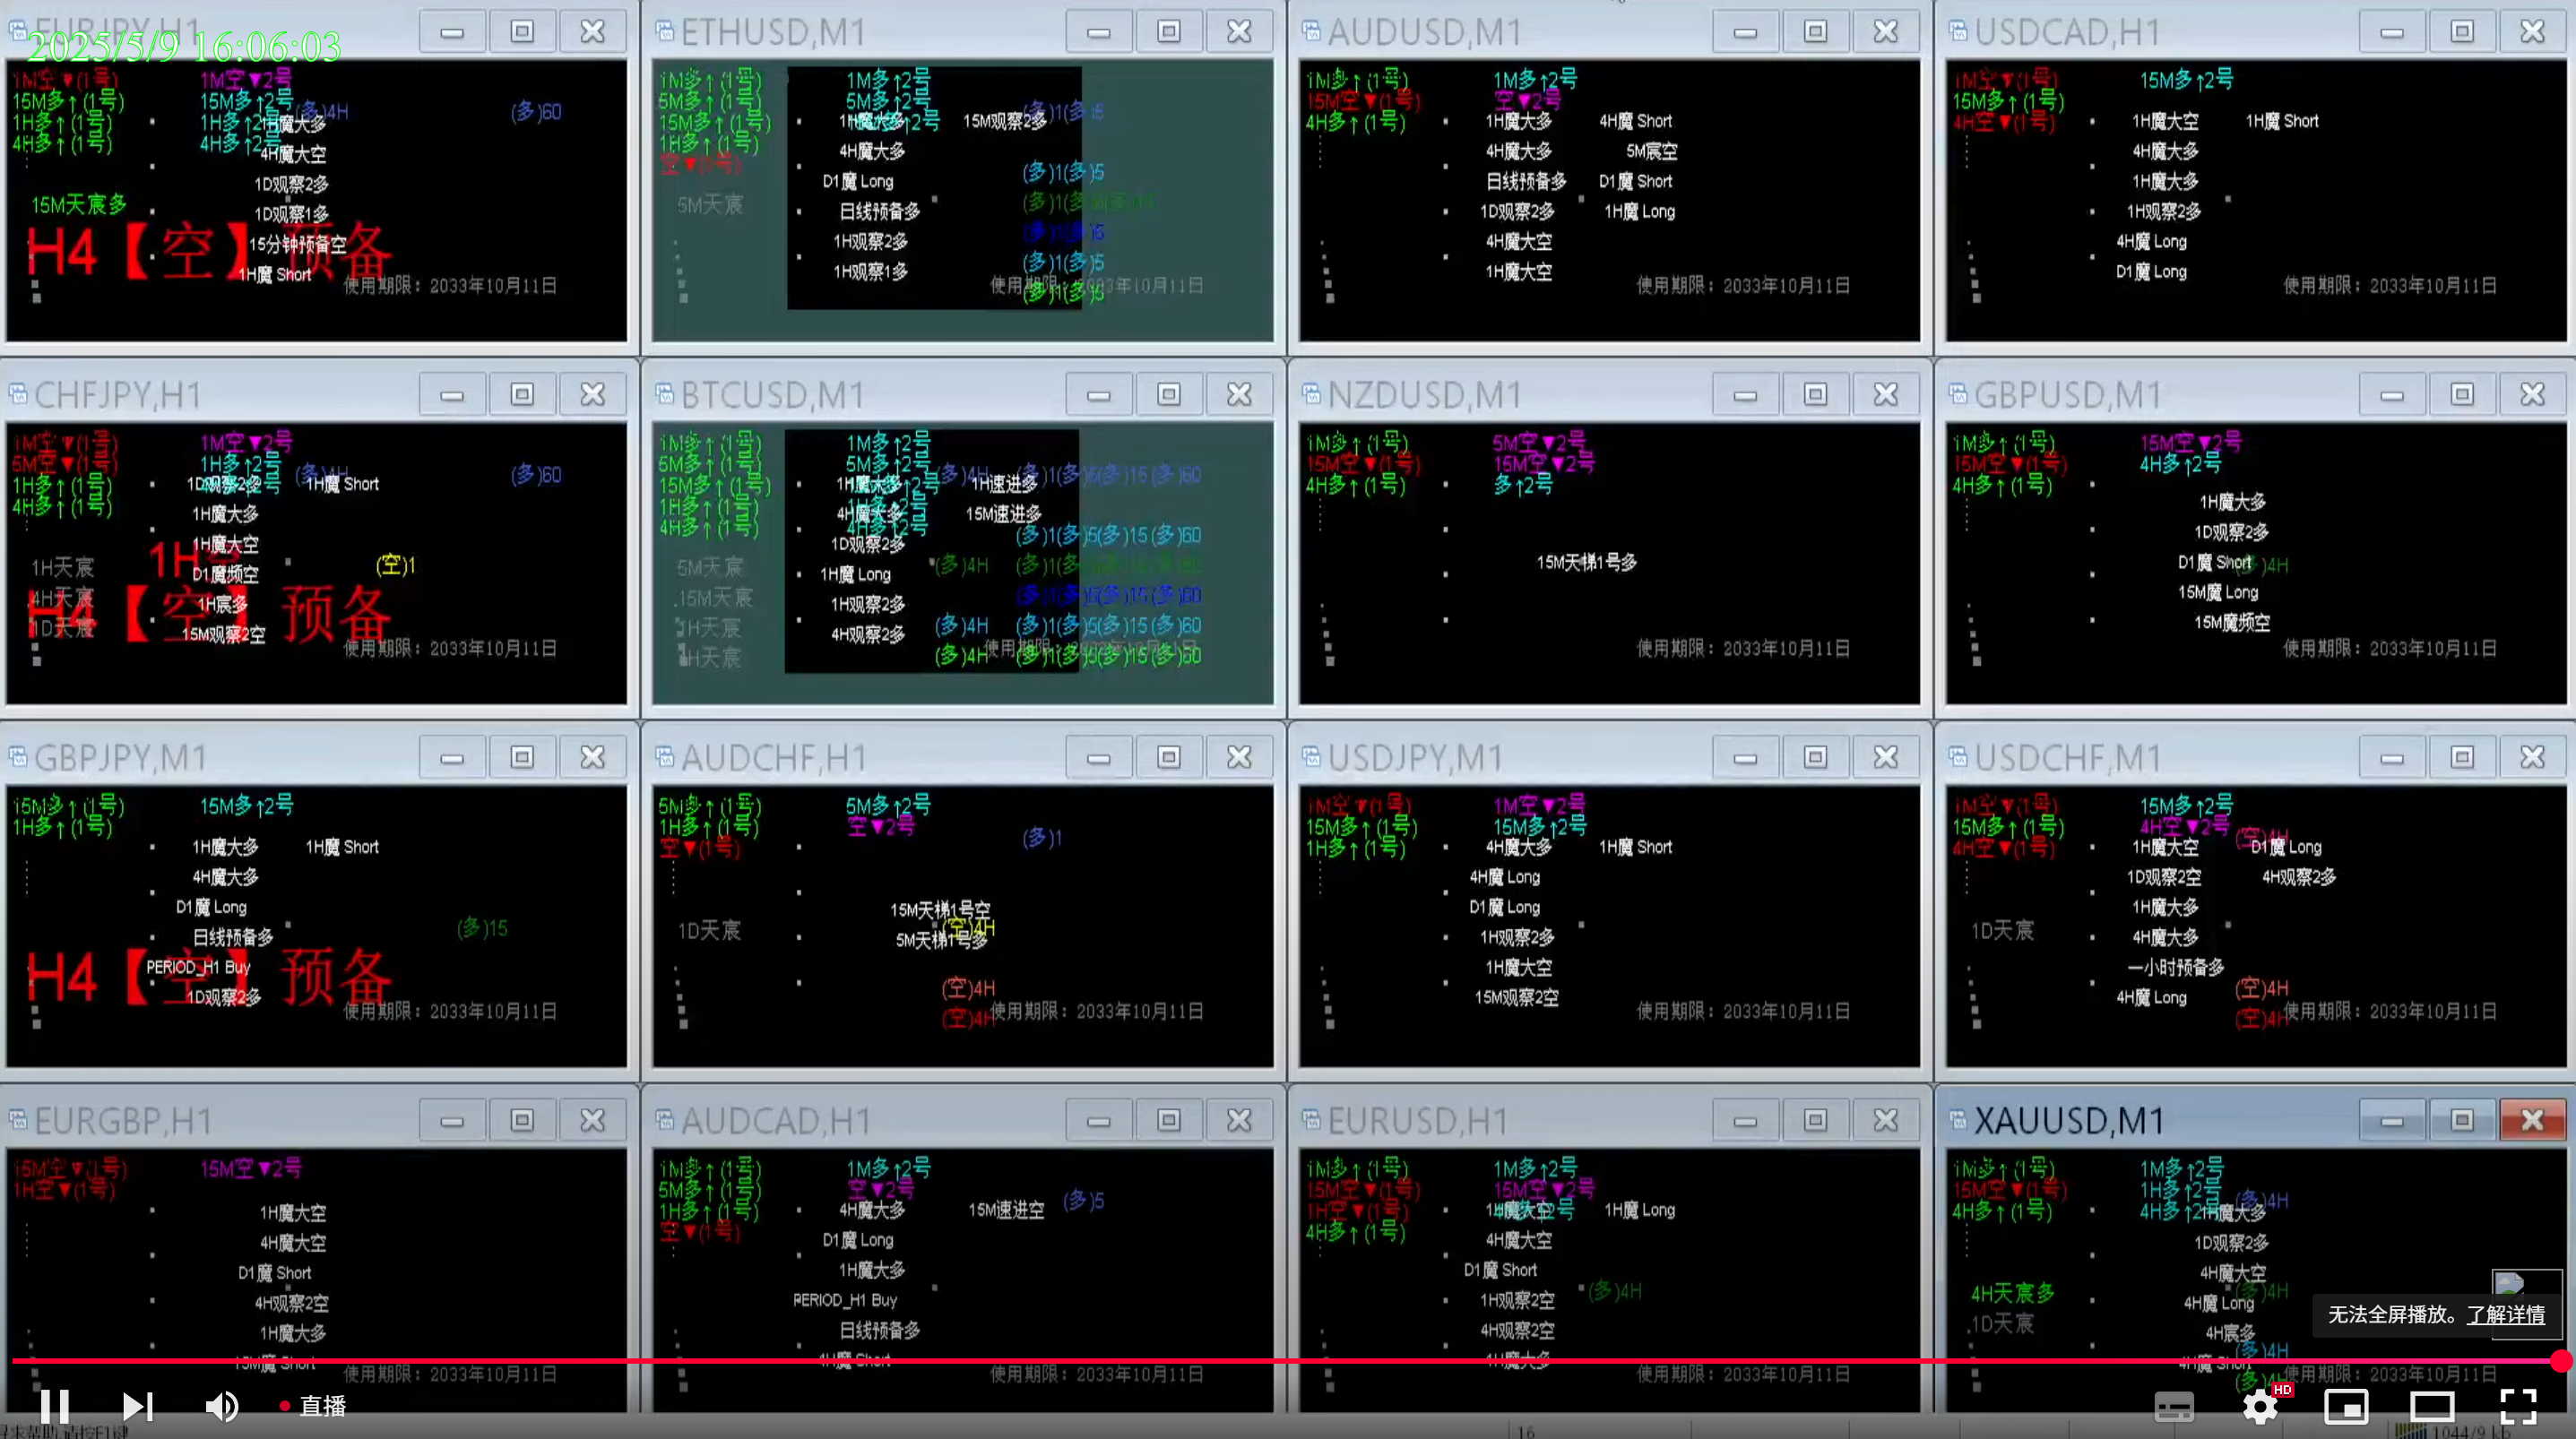 EURJPY,H1
2025/5/9 16:06:03
1M空▼(1号) 1M空▼2号
15M多↑(1号) 15M多↑2号
1H多↑(1号) 1H多↑2号 (多)4H (多)60
4H多↑(1号) 4H多↑2号
1H魔大多
4H魔大空
1D观察2多
15M天宸多
1D观察1多
H4【空】预备
15分钟预备空
1H魔 Short
使用期限：2033年10月11日
ETHUSD,M1
1M多↑(1号) 1M多↑2号
5M多↑(1号) 5M多↑2号
15M多↑(1号)
1H多↑(1号)
空▼(1号)
5M天宸
15M观察2多
4H魔大多
D1魔 Long
日线预备多
1H观察2多
1H观察1多
(多)1(多)5
(多)1(多)5
(多)1(多)5
(多)1(多)5
(多)1(多)5
AUDUSD,M1
1M多↑(1号) 1M多↑2号
15M空▼(1号) 空▼2号
4H多↑(1号)
1H魔大多 4H魔 Short
4H魔大多 5M宸空
日线预备多 D1魔 Short
1D观察2多 1H魔 Long
4H魔大空
1H魔大空
使用期限：2033年10月11日
USDCAD,H1
1M空▼(1号) 15M多↑2号
15M多↑(1号)
4H空▼(1号)
1H魔大空 1H魔 Short
4H魔大多
1H魔大多
1H观察2多
4H魔 Long
D1魔 Long
使用期限：2033年10月11日
CHFJPY,H1
1M空▼(1号) 1M空▼2号
5M空▼(1号) 1H多↑2号
1H多↑(1号) (多)4H (多)60
4H多↑(1号)
1D观察2多 1H魔 Short
1H魔大多
1H魔大空
1H天宸 (空)1
D1魔频空
4H天宸
1H宸多
1D天宸
H4【空】预备
15M观察2空
使用期限：2033年10月11日
BTCUSD,M1
1M多↑(1号) 1M多↑2号
5M多↑(1号) 5M多↑2号
15M多↑(1号)
1H多↑(1号)
4H多↑(1号) 4H多↑2号
1H魔大多 1H速进多
4H魔大多 15M速进多
1D观察2多
1H魔 Long
1H观察2多
4H观察2多
5M天宸
15M天宸
1H天宸
H天宸
(多)4H (多)1(多)5(多)15(多)60
(多)1(多)5(多)15(多)60
(多)4H
(多)1(多)5(多)15(多)60
(多)4H (多)1(多)5(多)15(多)60
(多)4H (多)1(多)5(多)15(多)60
NZDUSD,M1
1M多↑(1号) 5M空▼2号
15M空▼(1号) 15M空▼2号
4H多↑(1号) 多↑2号
15M天梯1号多
使用期限：2033年10月11日
GBPUSD,M1
1M多↑(1号) 15M空▼2号
15M空▼(1号) 4H多↑2号
4H多↑(1号)
1H魔大多
1D观察2多
D1魔 Short (多)4H
15M魔 Long
15M魔频空
使用期限：2033年10月11日
GBPJPY,M1
15M多↑(1号) 15M多↑2号
1H多↑(1号)
1H魔大多 1H魔 Short
4H魔大多
D1魔 Long
日线预备多 (多)15
PERIOD_H1 Buy
H4【空】预备
1D观察2多
使用期限：2033年10月11日
AUDCHF,H1
5M多↑(1号) 5M多↑2号
1H多↑(1号) 空▼2号
空▼(1号) (多)1
15M天梯1号空
1D天宸 (空)4H
5M天梯1号多
(空)4H
(空)4H
使用期限：2033年10月11日
USDJPY,M1
1M空▼(1号) 1M空▼2号
15M多↑(1号) 15M多↑2号
1H多↑(1号)
4H魔大多 1H魔 Short
4H魔 Long
D1魔 Long
1H观察2多
1H魔大空
15M观察2空
使用期限：2033年10月11日
USDCHF,M1
1M空▼(1号) 15M多↑2号
15M多↑(1号) 4H空▼2号
4H空▼(1号) (空)4H
1H魔大空 D1魔 Long
1D观察2空 4H观察2多
1H魔大多
1D天宸
4H魔大多
一小时预备多
4H魔 Long
(空)4H
(空)4H
使用期限：2033年10月11日
EURGBP,H1
15M空▼(1号) 15M空▼2号
1H空▼(1号)
1H魔大空
4H魔大空
D1魔 Short
4H观察2空
1H魔大多
15M魔 Short
使用期限：2033年10月11日
AUDCAD,H1
1M多↑(1号) 1M多↑2号
5M多↑(1号) 空▼2号
1H多↑(1号) (多)5
空▼(1号)
4H魔大多 15M速进空
D1魔 Long
1H魔大多
PERIOD_H1 Buy
日线预备多
4H魔 Short
使用期限：2033年10月11日
EURUSD,H1
1M多↑(1号) 1M多↑2号
15M空▼(1号) 15M空▼2号
1H空▼(1号)
4H多↑(1号)
1H魔大空 1H魔 Long
4H魔大空
D1魔 Short
1H观察2空 (多)4H
4H观察2空
1H魔大多
使用期限：2033年10月11日
XAUUSD,M1
1M多↑(1号) 1M多↑2号
15M空▼(1号) 1H多↑2号
4H多↑(1号) 4H多↑2号 (多)4H
1H魔大多
1D观察2多
4H魔大空
4H天宸多 (多)4H
4H魔 Long
1D天宸
4H宸多
(多)4H
4H魔 Short
使用期限：2033年10月11日
无法全屏播放。了解详情
直播
HD
16